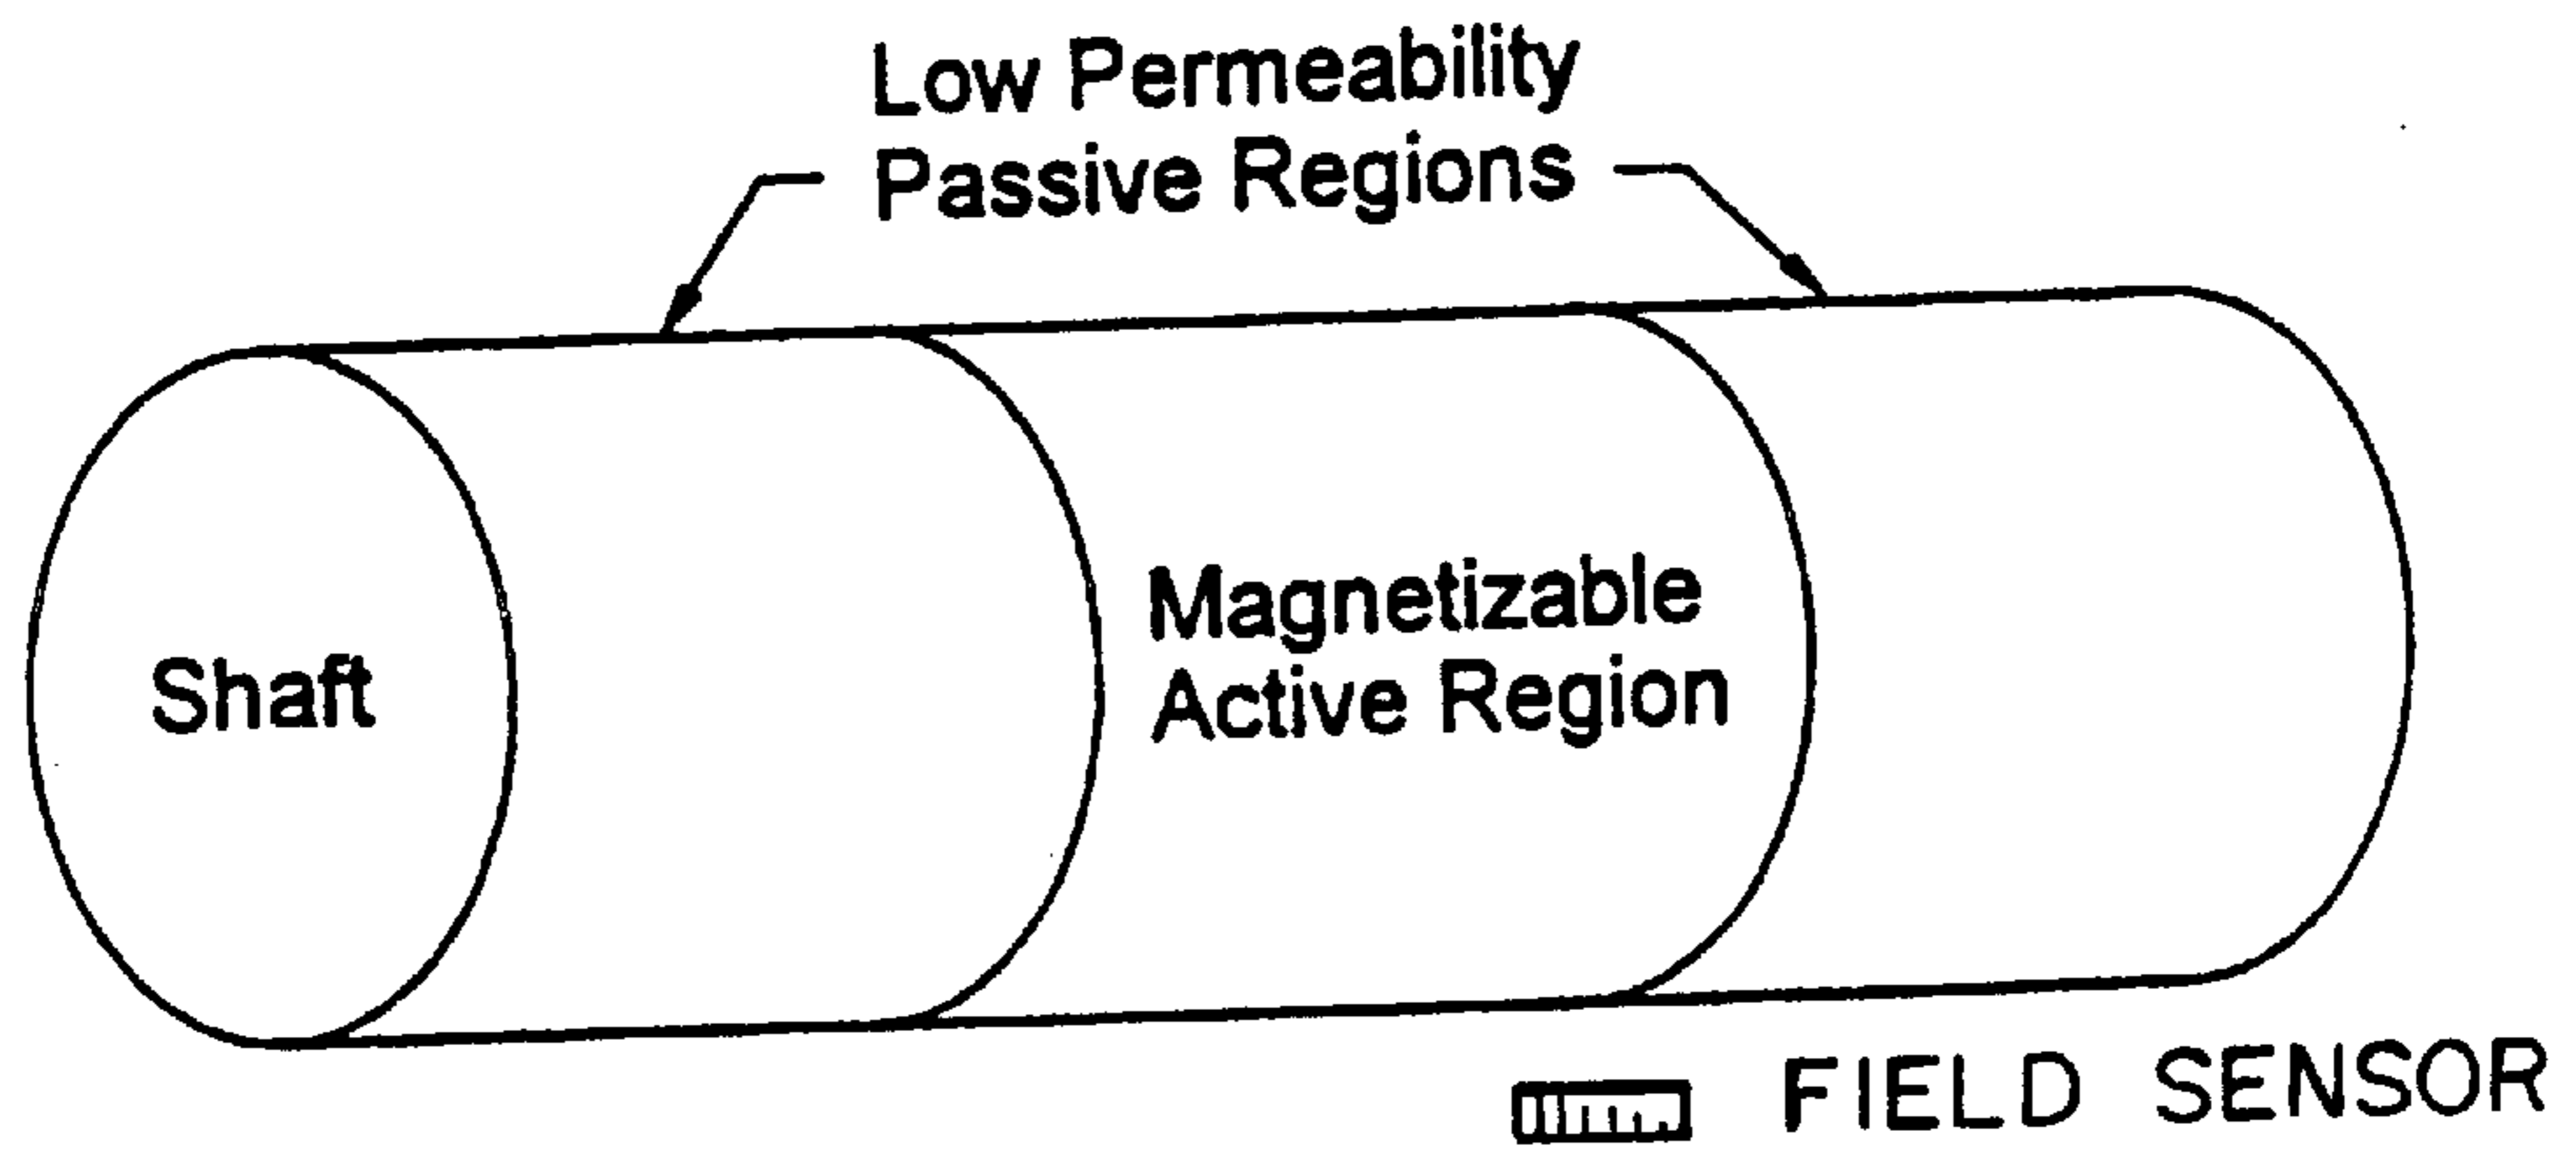 Low Permeability
Passive Regions
Shaft
Magnetizable
Active Region
FIELD SENSOR